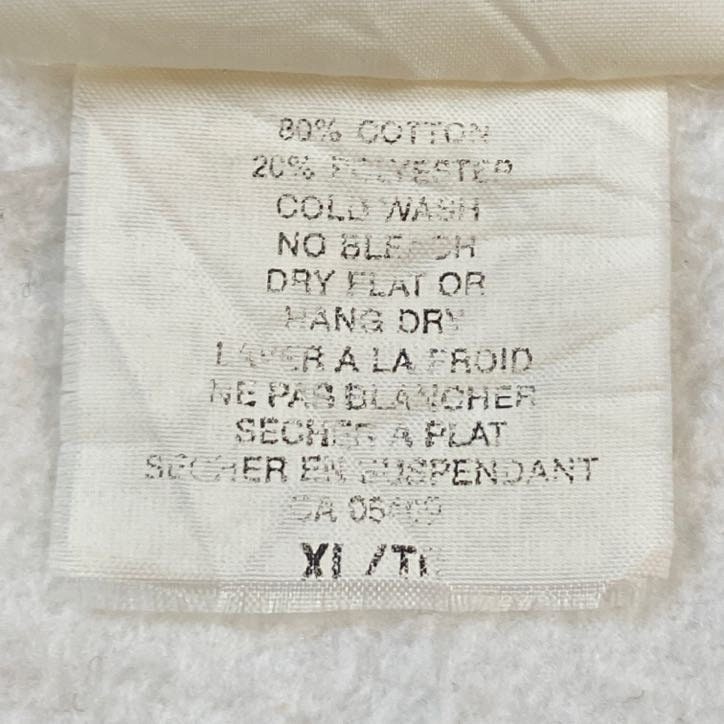 80% COTTON
20% POLYESTER
COLD WASH
NO BLEACH
DRY FLAT OR
HANG DRY
LAVER A LA FROID
NE PAS BLANCHER
SECHER A PLAT
SECHER EN SUSPENDANT
CA
XL/TG